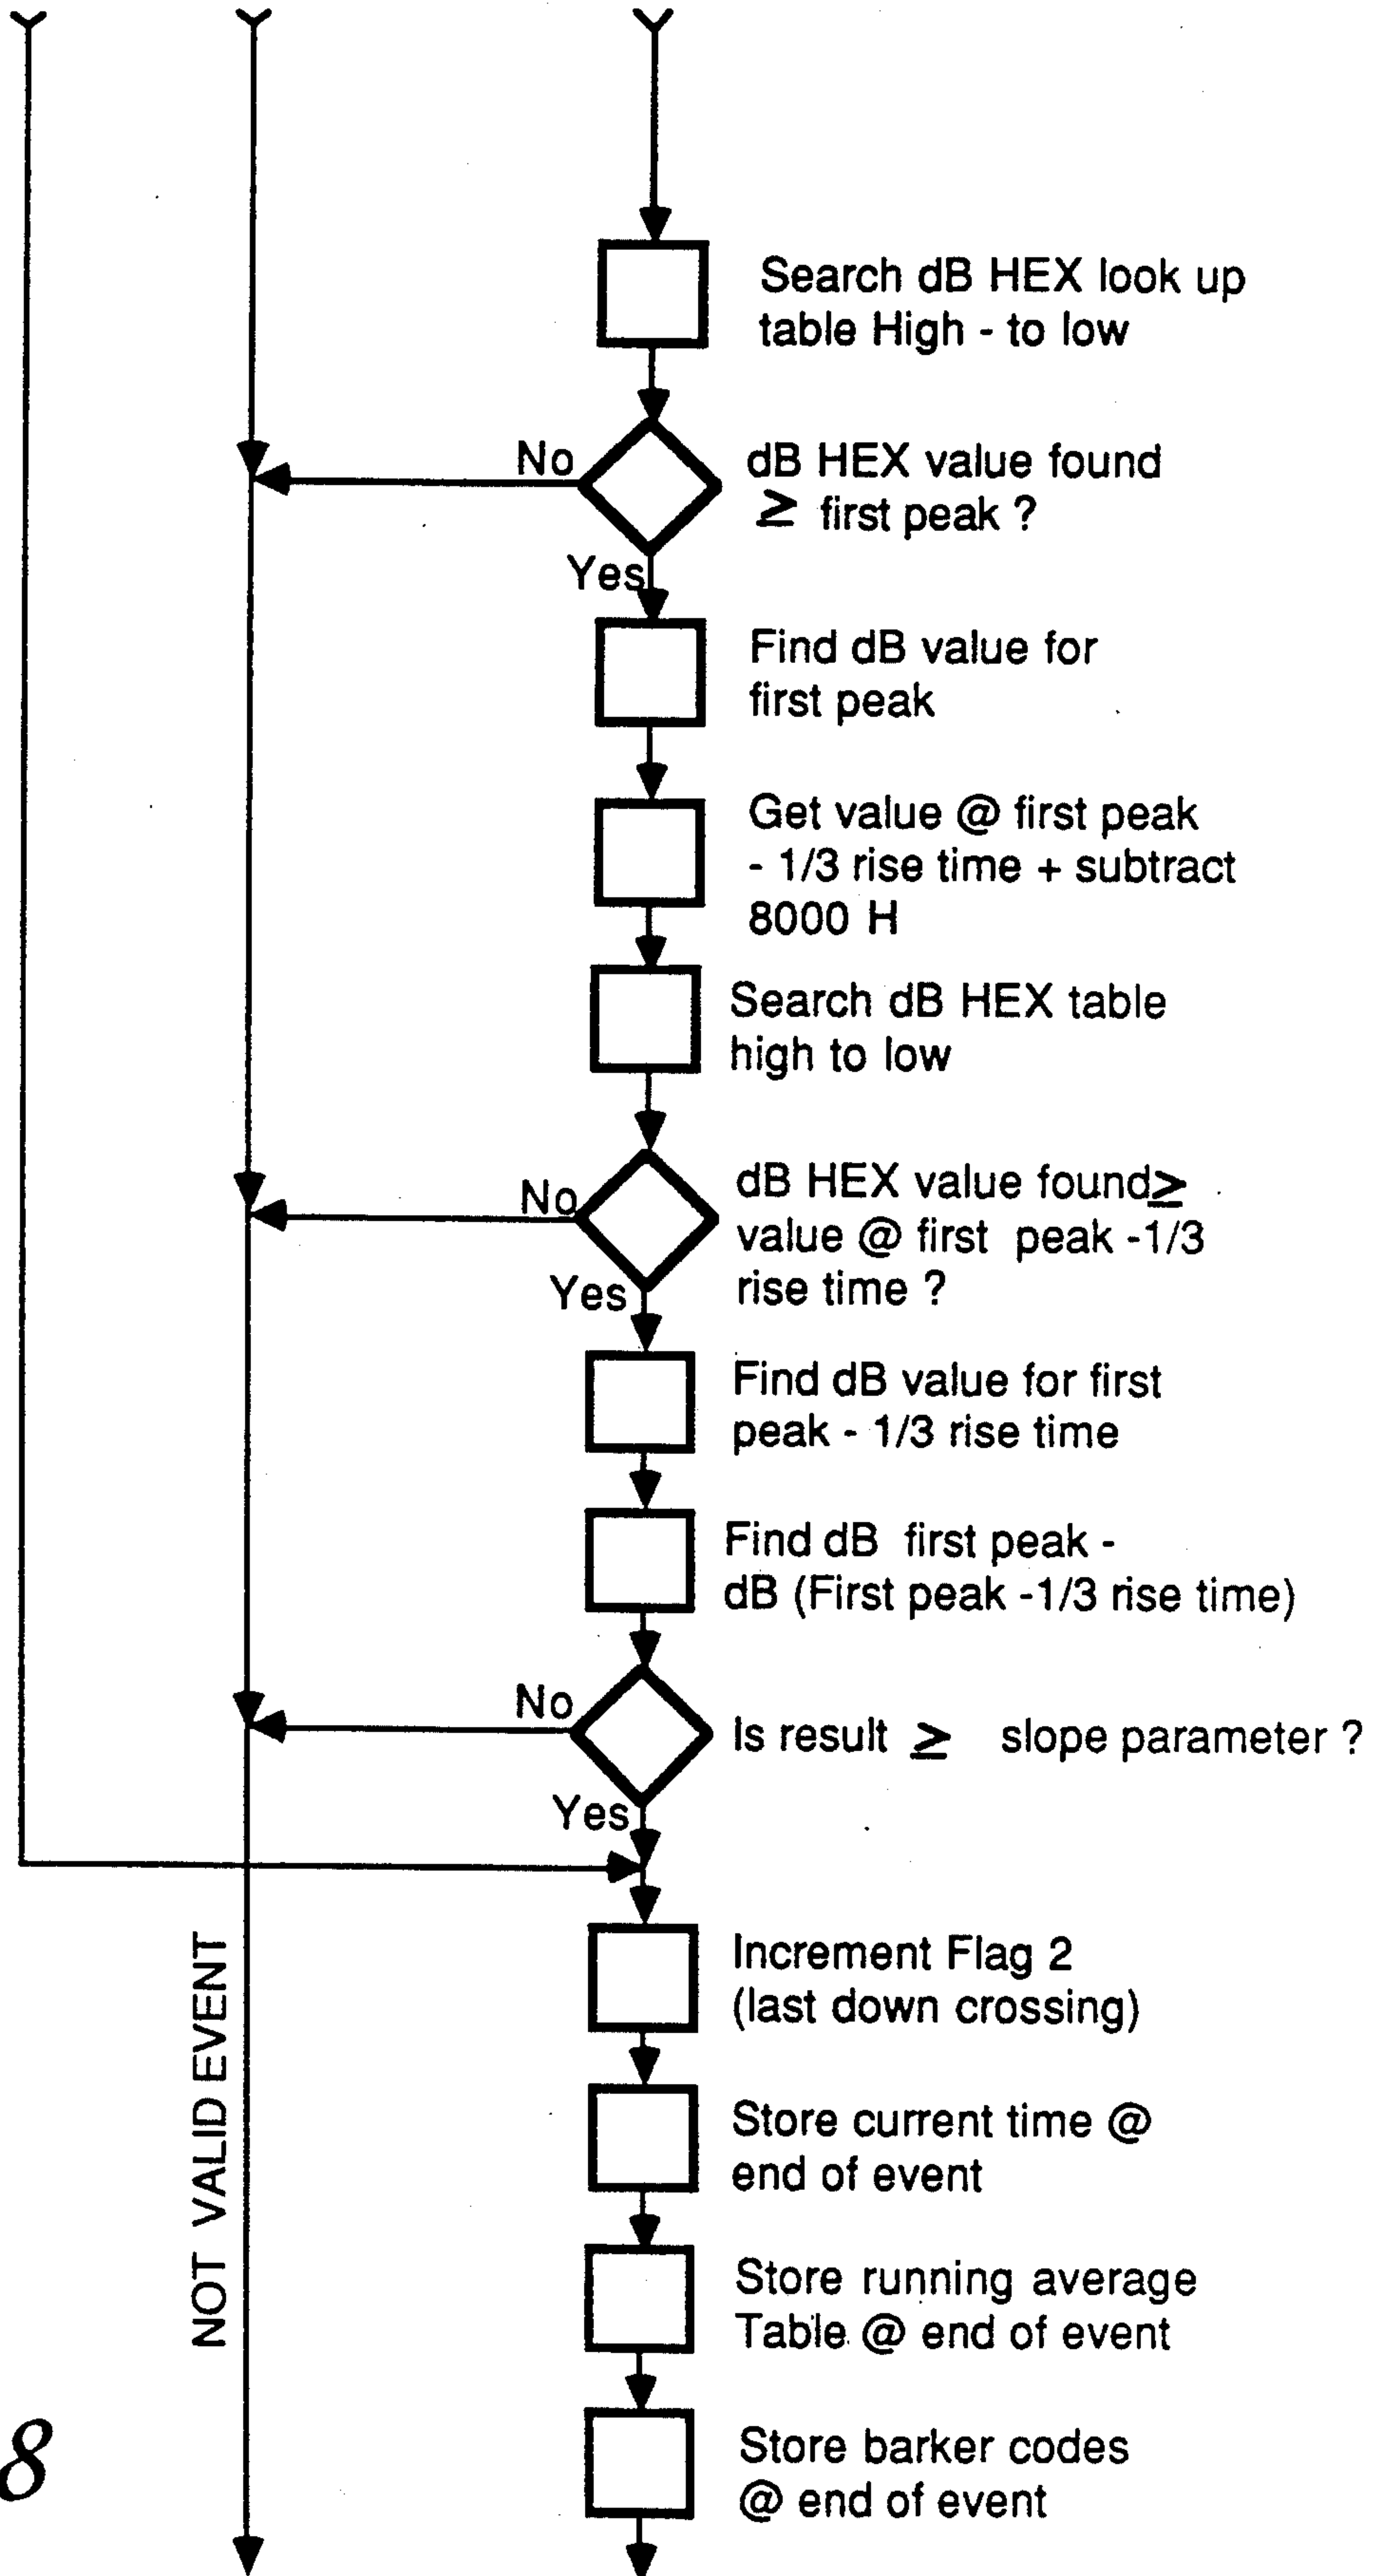 Search dB HEX look up
table High - to low
No
dB HEX value found
≥ first peak ?
Yes
Find dB value for
first peak
Get value @ first peak
- 1/3 rise time + subtract
8000 H
Search dB HEX table
high to low
No
dB HEX value found≥
value @ first peak -1/3
rise time ?
Yes
Find dB value for first
peak - 1/3 rise time
Find dB first peak -
dB (First peak -1/3 rise time)
No
Is result ≥ slope parameter ?
Yes
Increment Flag 2
(last down crossing)
Store current time @
end of event
NOT VALID EVENT
Store running average
Table @ end of event
Store barker codes
@ end of event
8